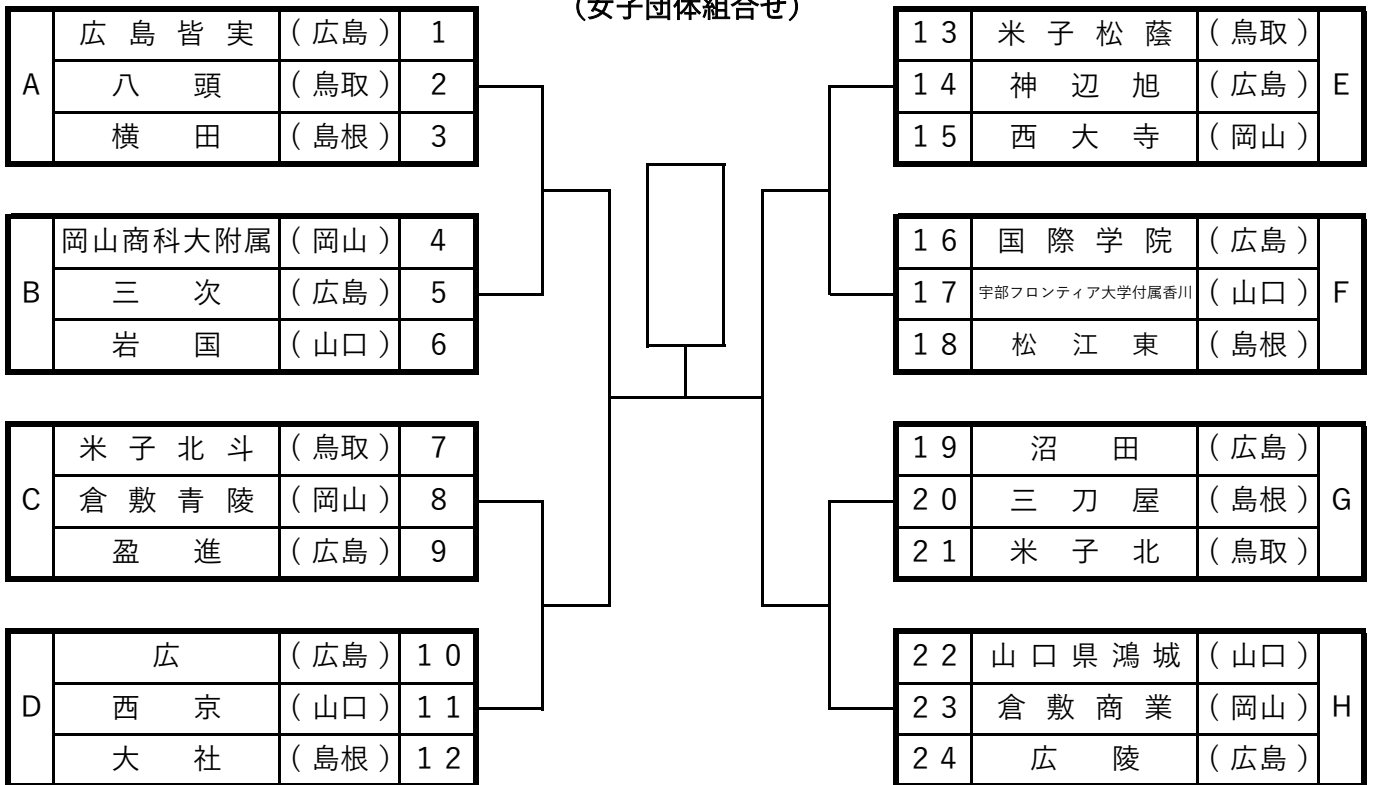 (女子団体組合せ)
A
広島皆実 (広島) 1
八頭 (鳥取) 2
横田 (島根) 3
B
岡山商科大附属 (岡山) 4
三次 (広島) 5
岩国 (山口) 6
C
米子北斗 (鳥取) 7
倉敷青陵 (岡山) 8
盈進 (広島) 9
D
広 (広島) 10
西京 (山口) 11
大社 (島根) 12
E
13 米子松蔭 (鳥取)
14 神辺旭 (広島)
15 西大寺 (岡山)
F
16 国際学院 (広島)
17 宇部フロンティア大学付属香川 (山口)
18 松江東 (島根)
G
19 沼田 (広島)
20 三刀屋 (島根)
21 米子北 (鳥取)
H
22 山口県鴻城 (山口)
23 倉敷商業 (岡山)
24 広陵 (広島)